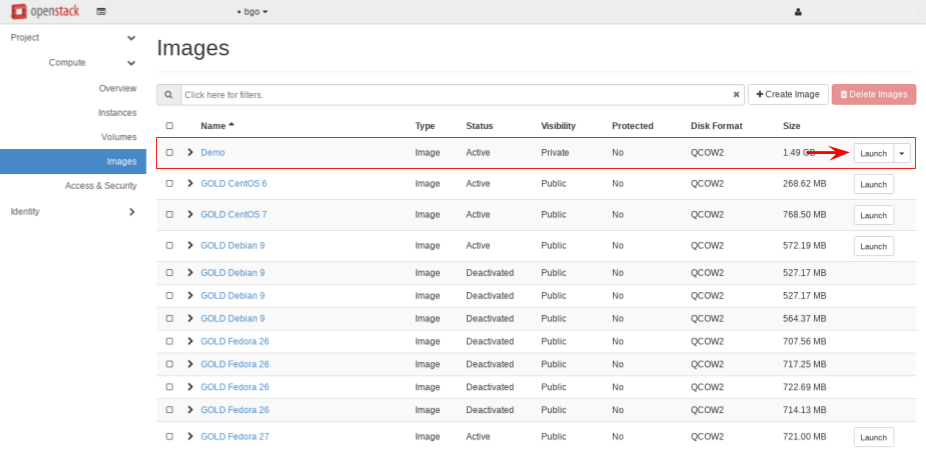 openstack • bgo
Project
Compute
Overview
Instances
Volumes
Images
Access & Security
Identity
Images
Click here for filters. Create Image Delete Images
Name Type Status Visibility Protected Disk Format Size
Demo Image Active Private No QCOW2 1.49 GB Launch
GOLD CentOS 6 Image Active Public No QCOW2 268.62 MB Launch
GOLD CentOS 7 Image Active Public No QCOW2 768.50 MB Launch
GOLD Debian 9 Image Active Public No QCOW2 572.19 MB Launch
GOLD Debian 9 Image Deactivated Public No QCOW2 527.17 MB
GOLD Debian 9 Image Deactivated Public No QCOW2 527.17 MB
GOLD Debian 9 Image Deactivated Public No QCOW2 564.37 MB
GOLD Fedora 26 Image Deactivated Public No QCOW2 707.56 MB
GOLD Fedora 26 Image Deactivated Public No QCOW2 717.25 MB
GOLD Fedora 26 Image Deactivated Public No QCOW2 722.69 MB
GOLD Fedora 26 Image Deactivated Public No QCOW2 714.13 MB
GOLD Fedora 27 Image Active Public No QCOW2 721.00 MB Launch